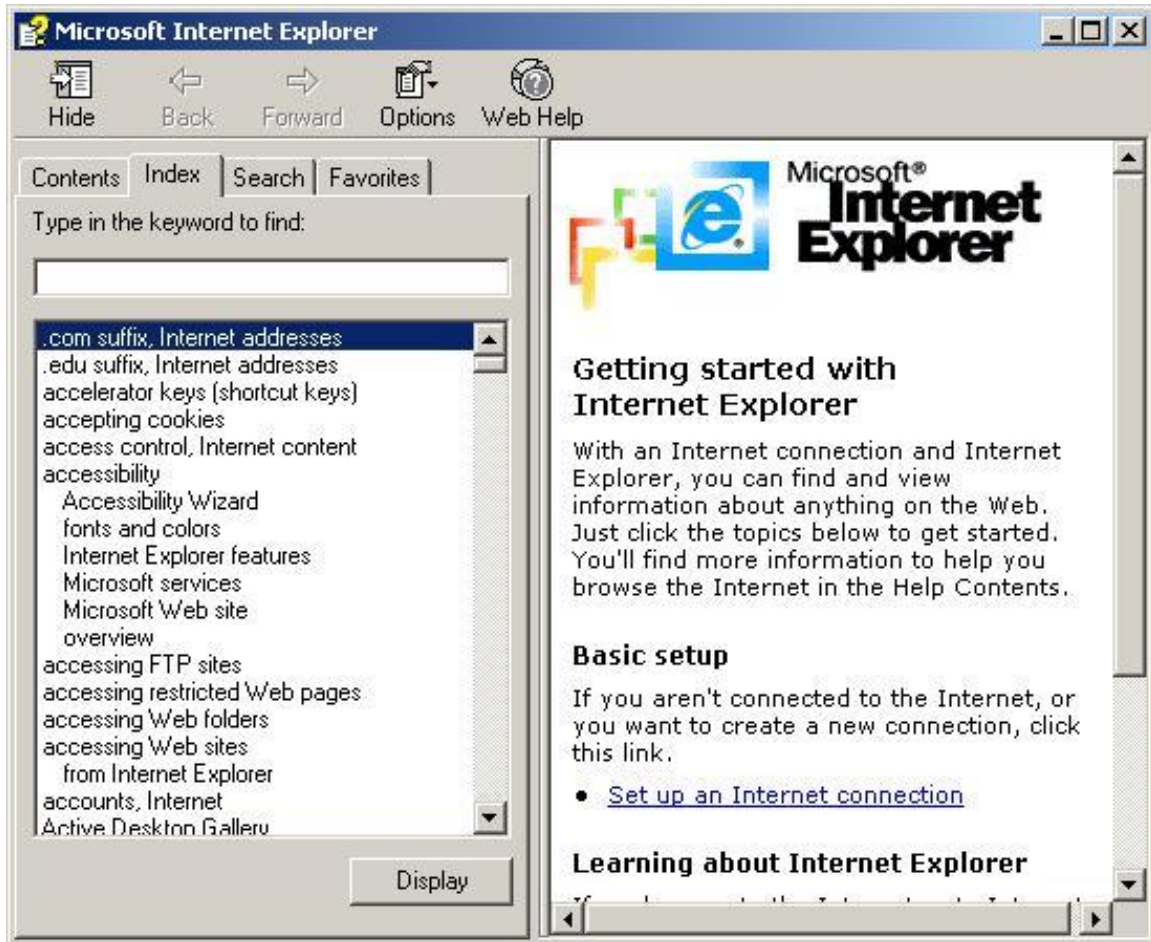 Microsoft Internet Explorer
Hide Back Forward Options Web Help
Contents Index Search Favorites
Type in the keyword to find:
.com suffix, Internet addresses
.edu suffix, Internet addresses
accelerator keys (shortcut keys)
accepting cookies
access control, Internet content
accessibility
Accessibility Wizard
fonts and colors
Internet Explorer features
Microsoft services
Microsoft Web site
overview
accessing FTP sites
accessing restricted Web pages
accessing Web folders
accessing Web sites
from Internet Explorer
accounts, Internet
Active Desktop Gallery
Display
Microsoft®
Internet
Explorer
Getting started with
Internet Explorer
With an Internet connection and Internet
Explorer, you can find and view
information about anything on the Web.
Just click the topics below to get started.
You'll find more information to help you
browse the Internet in the Help Contents.
Basic setup
If you aren't connected to the Internet, or
you want to create a new connection, click
this link.
• Set up an Internet connection
Learning about Internet Explorer